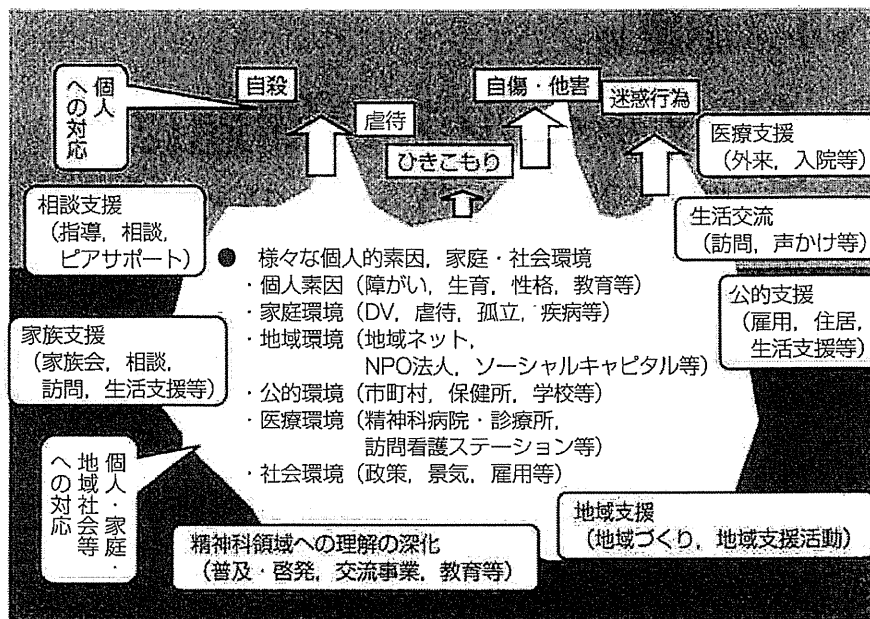 個人
への対応
自殺
虐待
ひきこもり
自傷・他害
迷惑行為
医療支援
（外来，入院等）
相談支援
（指導，相談，
ピアサポート）
生活交流
（訪問，声かけ等）
● 様々な個人的素因，家庭・社会環境
・個人素因（障がい，生育，性格，教育等）
・家庭環境（DV，虐待，孤立，疾病等）
・地域環境（地域ネット，
NPO法人，ソーシャルキャピタル等）
・公的環境（市町村，保健所，学校等）
・医療環境（精神科病院・診療所，
訪問看護ステーション等）
・社会環境（政策，景気，雇用等）
公的支援
（雇用，住居，
生活支援等）
家族支援
（家族会，相談，
訪問，生活支援等）
個人・家庭・
地域社会等
への対応
精神科領域への理解の深化
（普及・啓発，交流事業，教育等）
地域支援
（地域づくり，地域支援活動）